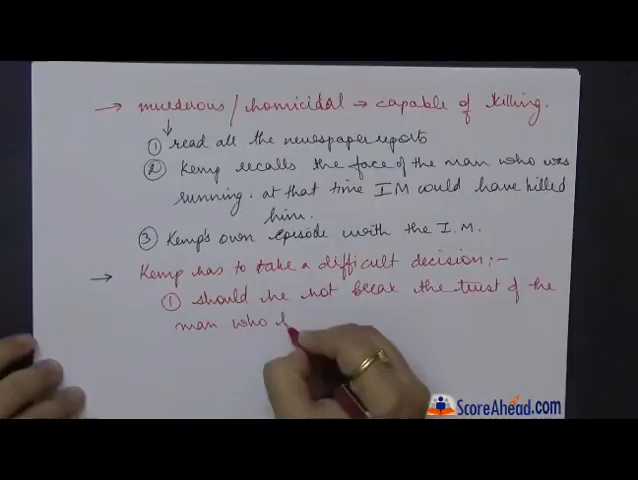 → murderous / homicidal → capable of killing.
① read all the newspaper reports
② Kemp recalls the face of the man who was
running. at that time IM could have killed
him.
③ Kemp's own episode with the I.M.
→ Kemp has to take a difficult decision:-
① should he not break the trust of the
man who
ScoreAhead.com